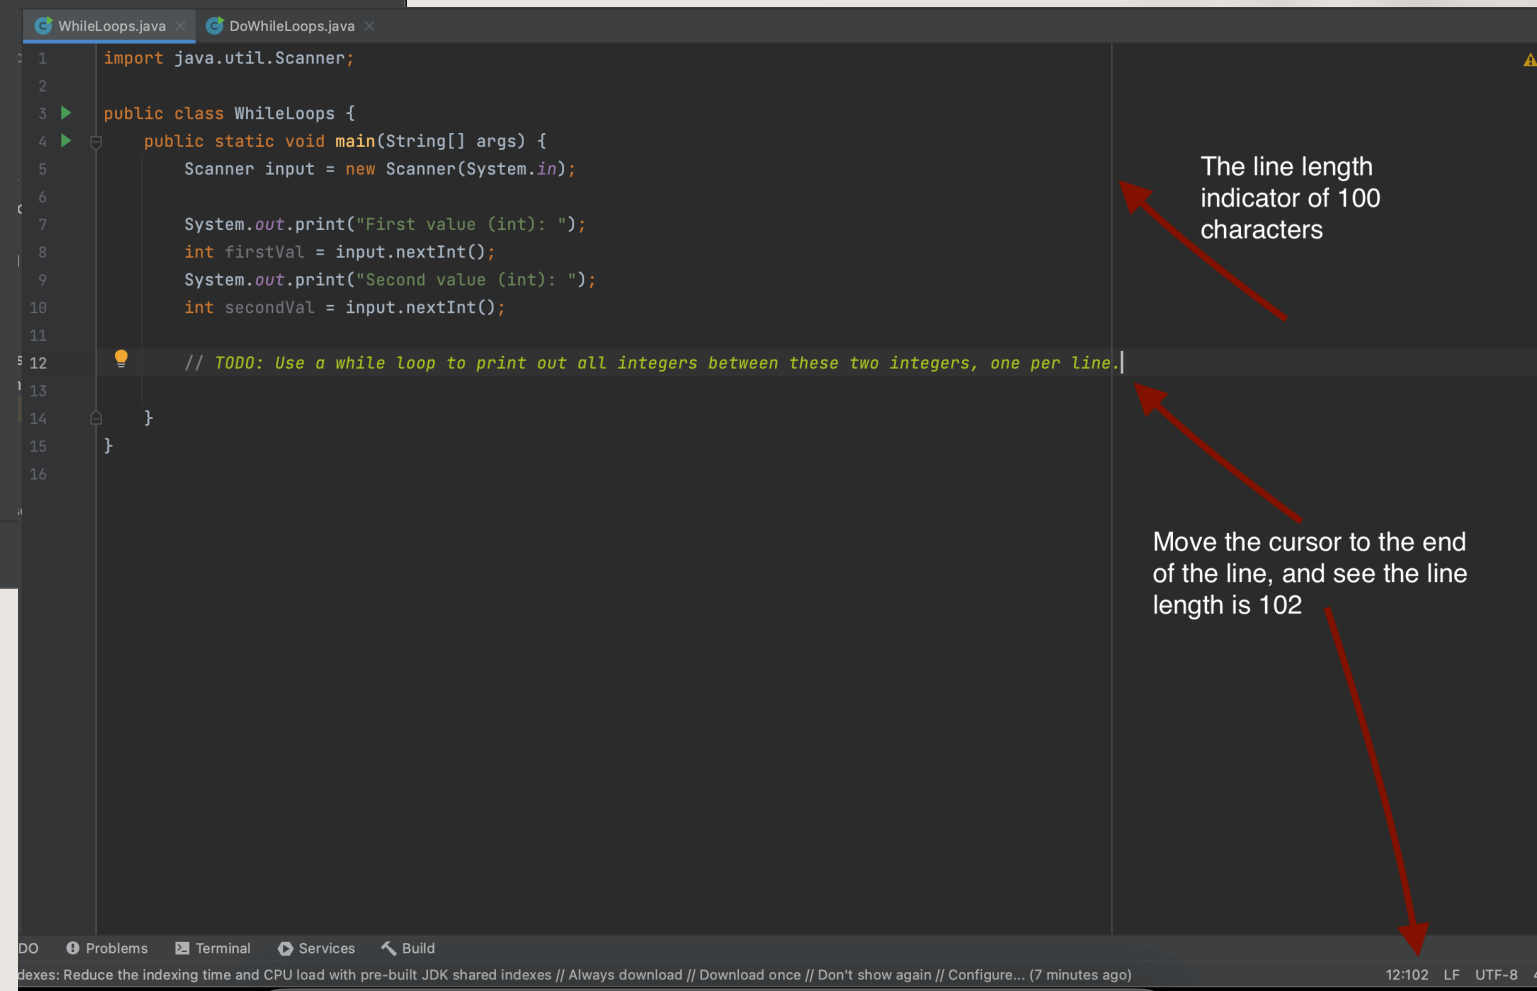 WhileLoops.java DoWhileLoops.java
1 import java.util.Scanner;
2
3 public class WhileLoops {
4 public static void main(String[] args) {
5 Scanner input = new Scanner(System.in);
6
7 System.out.print("First value (int): ");
8 int firstVal = input.nextInt();
9 System.out.print("Second value (int): ");
10 int secondVal = input.nextInt();
11
12 // TODO: Use a while loop to print out all integers between these two integers, one per line.
13
14 }
15 }
16
The line length
indicator of 100
characters
Move the cursor to the end
of the line, and see the line
length is 102
DO Problems Terminal Services Build
dexes: Reduce the indexing time and CPU load with pre-built JDK shared indexes // Always download // Download once // Don't show again // Configure... (7 minutes ago) 12:102 LF UTF-8